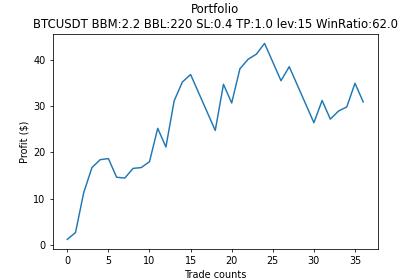 Portfolio
BTCUSDT BBM:2.2 BBL:220 SL:0.4 TP:1.0 lev:15 WinRatio:62.0
40
30
20
10
0
Profit ($)
0 5 10 15 20 25 30 35
Trade counts